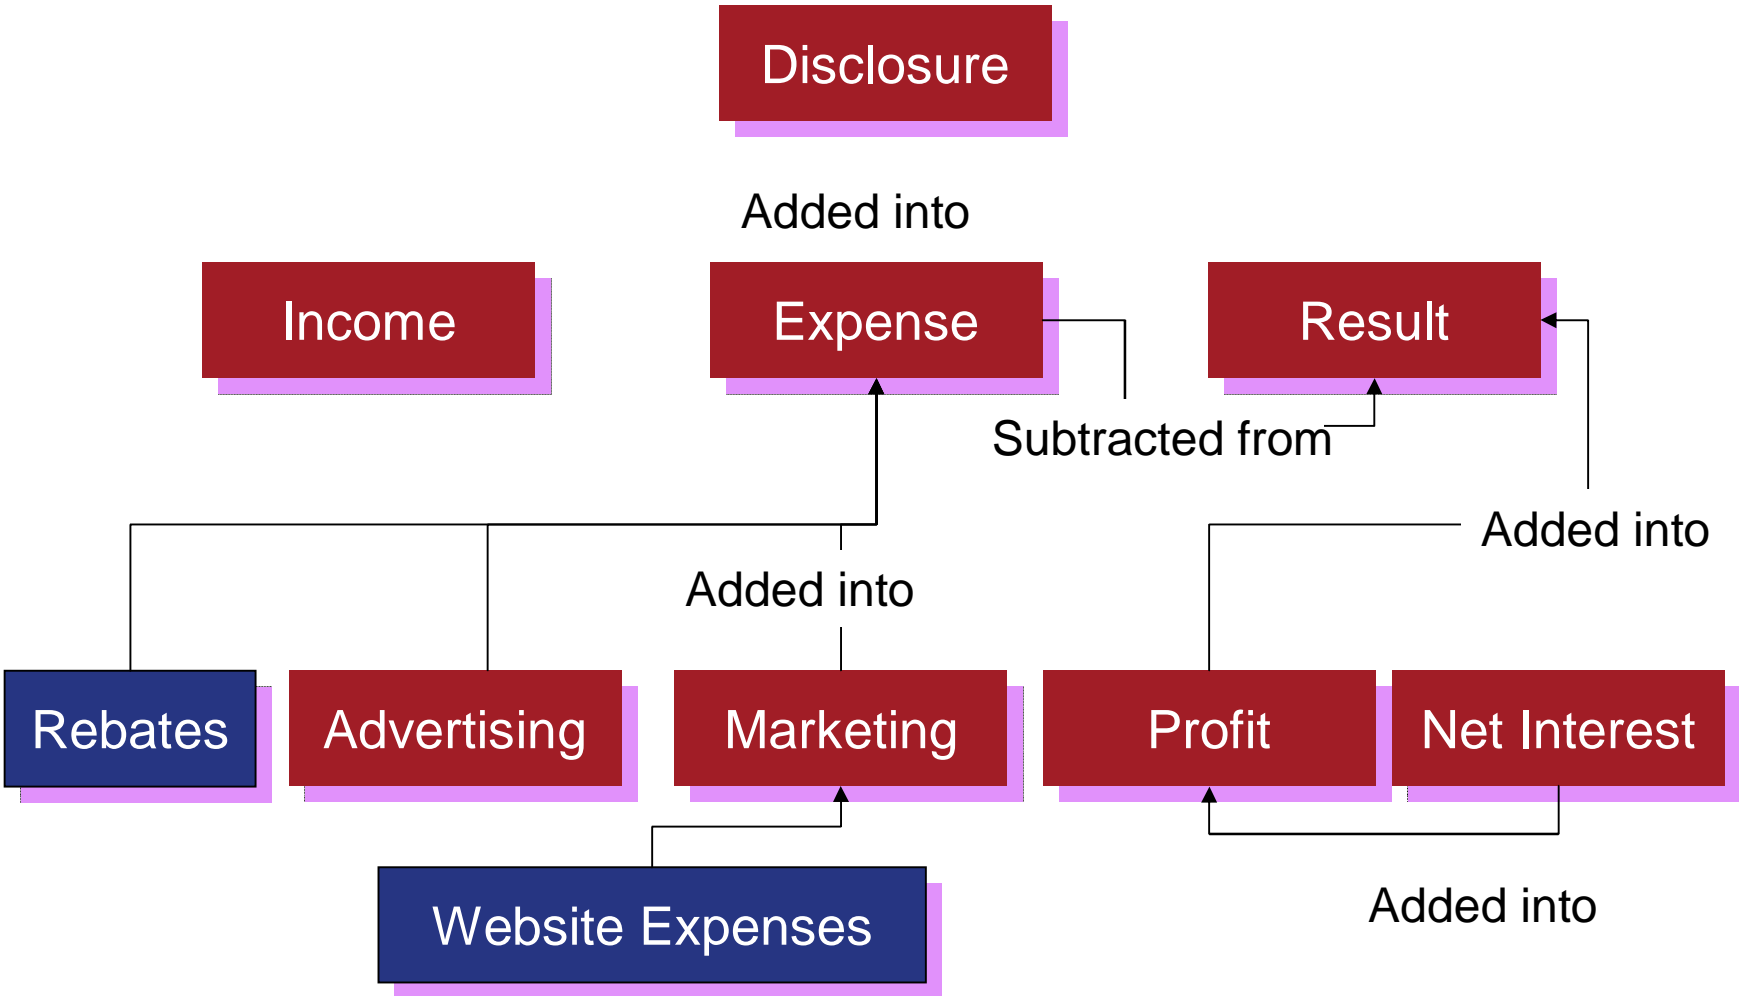 Disclosure
Added into
Income
Expense
Result
Subtracted from
Added into
Added into
Rebates
Advertising
Marketing
Profit
Net Interest
Added into
Website Expenses